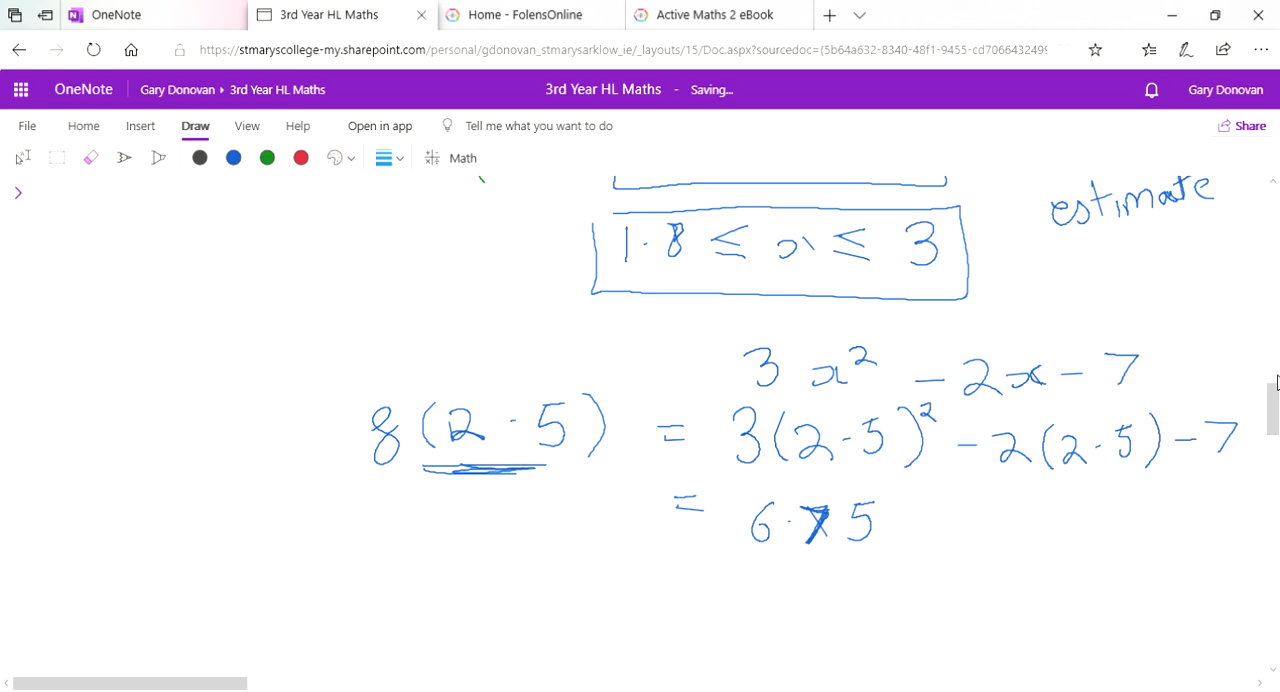 OneNote 3rd Year HL Maths Home - FolensOnline Active Maths 2 eBook
https://stmaryscollege-my.sharepoint.com/personal/gdonovan_stmarysarklow_ie/_layouts/15/Doc.aspx?sourcedoc={5b64a632-8340-48f1-9455-cd7066432499
OneNote Gary Donovan › 3rd Year HL Maths 3rd Year HL Maths - Saving... Gary Donovan
File Home Insert Draw View Help Open in app Tell me what you want to do Share
Math
estimate
1.8 ≤ x ≤ 3
3x² - 2x - 7
8(2.5) = 3(2.5)² - 2(2.5) - 7
= 6.75